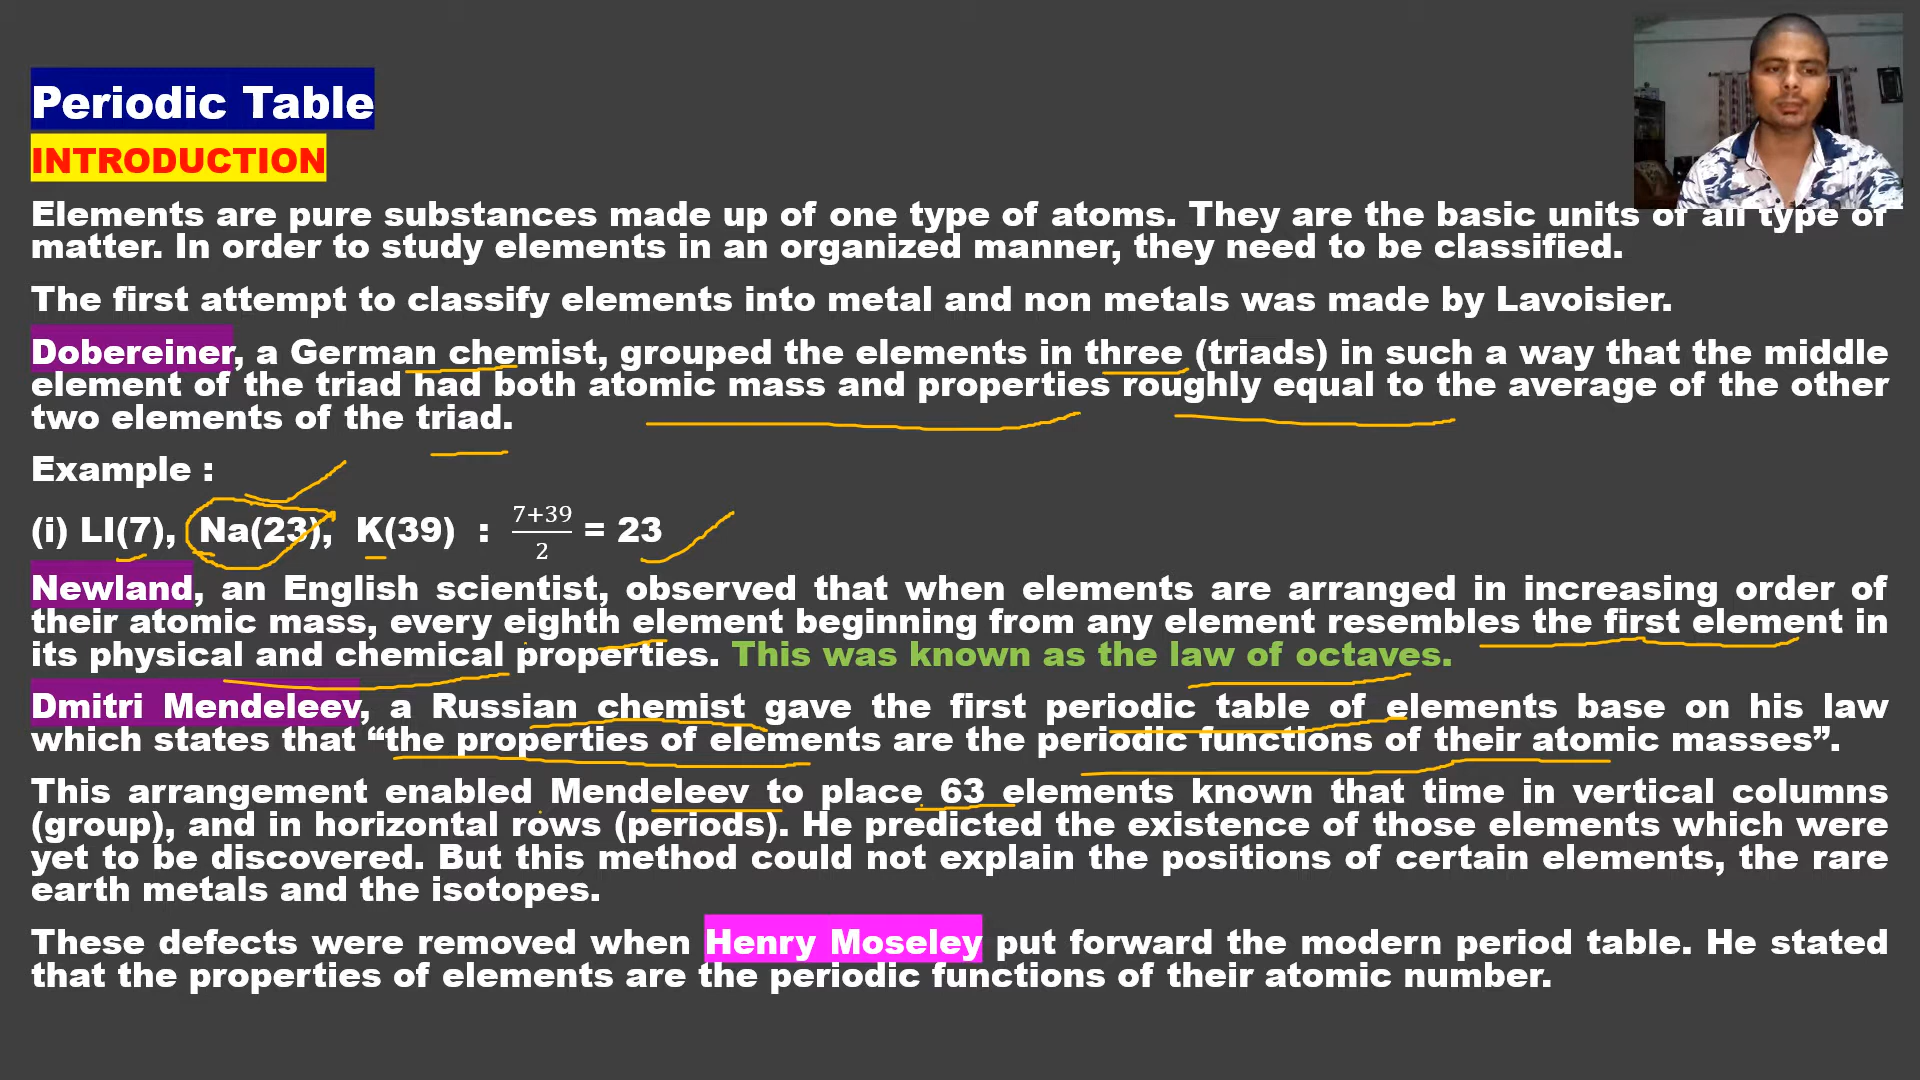 Periodic Table
INTRODUCTION
Elements are pure substances made up of one type of atoms. They are the basic units of all type of
matter. In order to study elements in an organized manner, they need to be classified.
The first attempt to classify elements into metal and non metals was made by Lavoisier.
Dobereiner, a German chemist, grouped the elements in three (triads) in such a way that the middle
element of the triad had both atomic mass and properties roughly equal to the average of the other
two elements of the triad.
Example :
(i) LI(7), Na(23), K(39) : 7+39/2 = 23
Newland, an English scientist, observed that when elements are arranged in increasing order of
their atomic mass, every eighth element beginning from any element resembles the first element in
its physical and chemical properties. This was known as the law of octaves.
Dmitri Mendeleev, a Russian chemist gave the first periodic table of elements base on his law
which states that “the properties of elements are the periodic functions of their atomic masses”.
This arrangement enabled Mendeleev to place 63 elements known that time in vertical columns
(group), and in horizontal rows (periods). He predicted the existence of those elements which were
yet to be discovered. But this method could not explain the positions of certain elements, the rare
earth metals and the isotopes.
These defects were removed when Henry Moseley put forward the modern period table. He stated
that the properties of elements are the periodic functions of their atomic number.